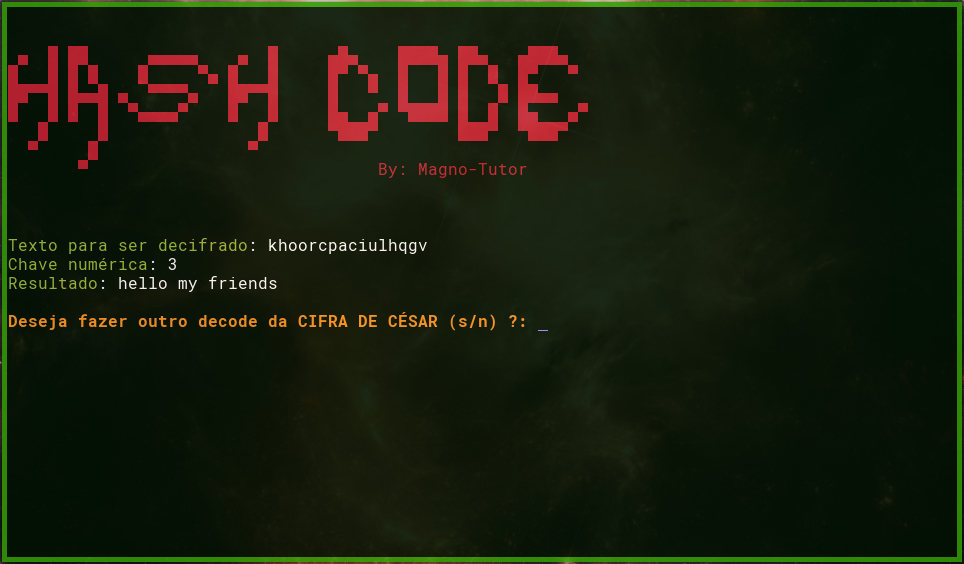 HASH CODE
By: Magno-Tutor
Texto para ser decifrado: khoorcpaciulhqgv
Chave numérica: 3
Resultado: hello my friends
Deseja fazer outro decode da CIFRA DE CÉSAR (s/n) ?: _